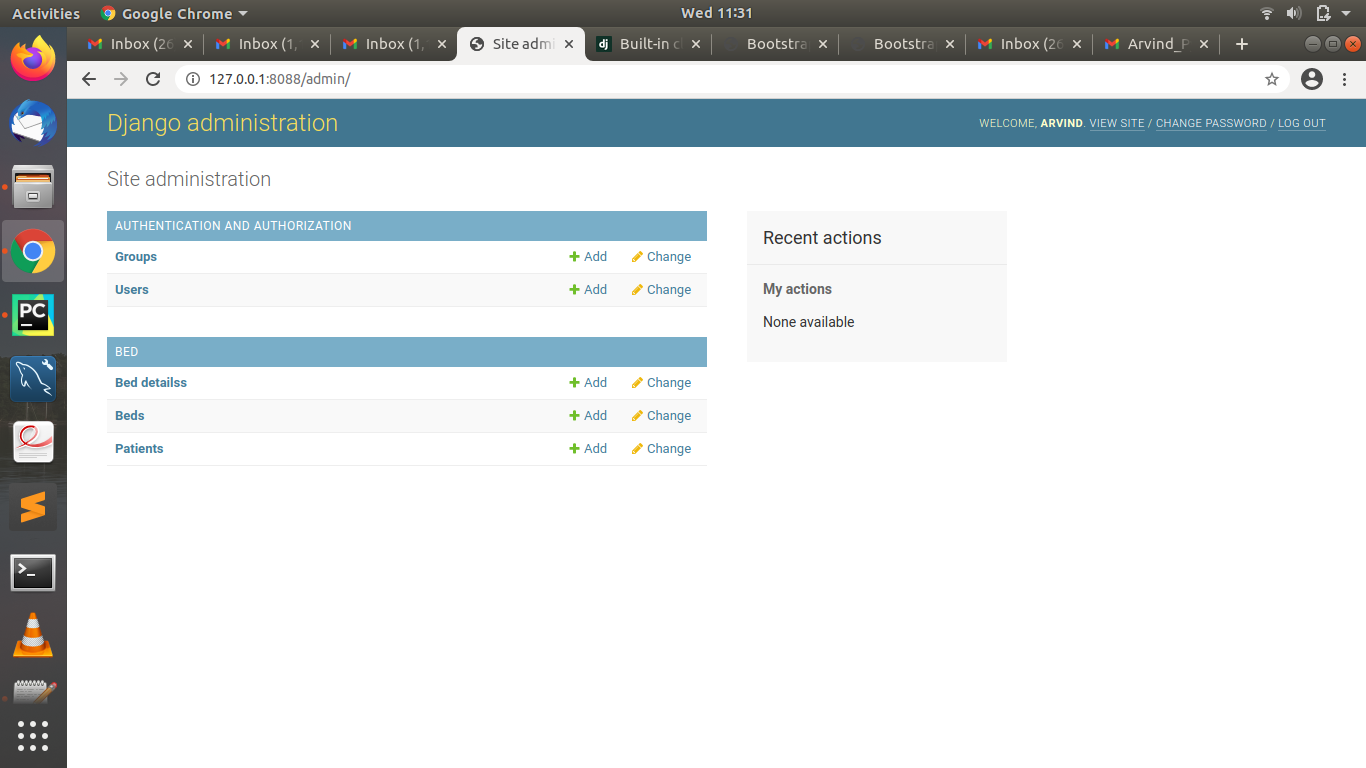 Activities Google Chrome Wed 11:31
Inbox (26 Inbox (1, Inbox (1, Site admi Built-in c Bootstra Bootstra Inbox (26 Arvind_P
127.0.0.1:8088/admin/
Django administration
WELCOME, ARVIND. VIEW SITE / CHANGE PASSWORD / LOG OUT
Site administration
AUTHENTICATION AND AUTHORIZATION
Groups Add Change
Users Add Change
BED
Bed detailss Add Change
Beds Add Change
Patients Add Change
Recent actions
My actions
None available
dj
PC